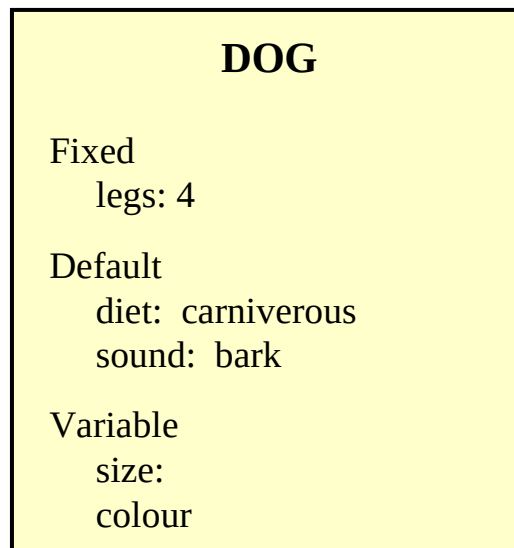 DOG
Fixed
legs: 4
Default
diet: carniverous
sound: bark
Variable
size:
colour